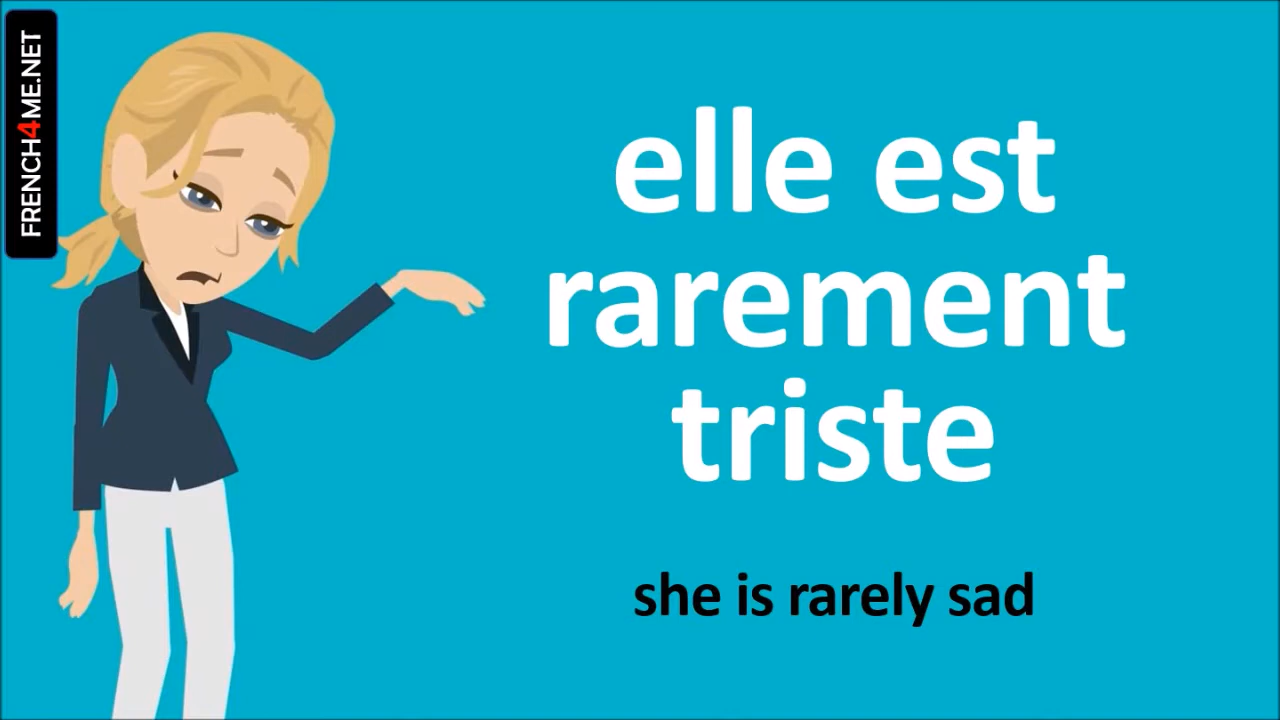 FRENCH4ME.NET
elle est
rarement
triste
she is rarely sad